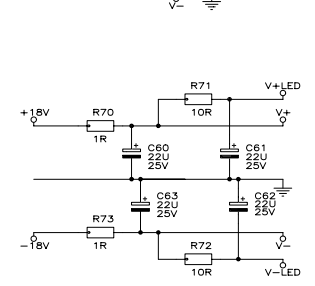 V-
R71
V+LED
+18V
R70
10R
V+
1R
C60
22U
25V
C61
22U
25V
C63
22U
25V
C62
22U
25V
R73
-18V
1R
R72
V-
10R
V-LED